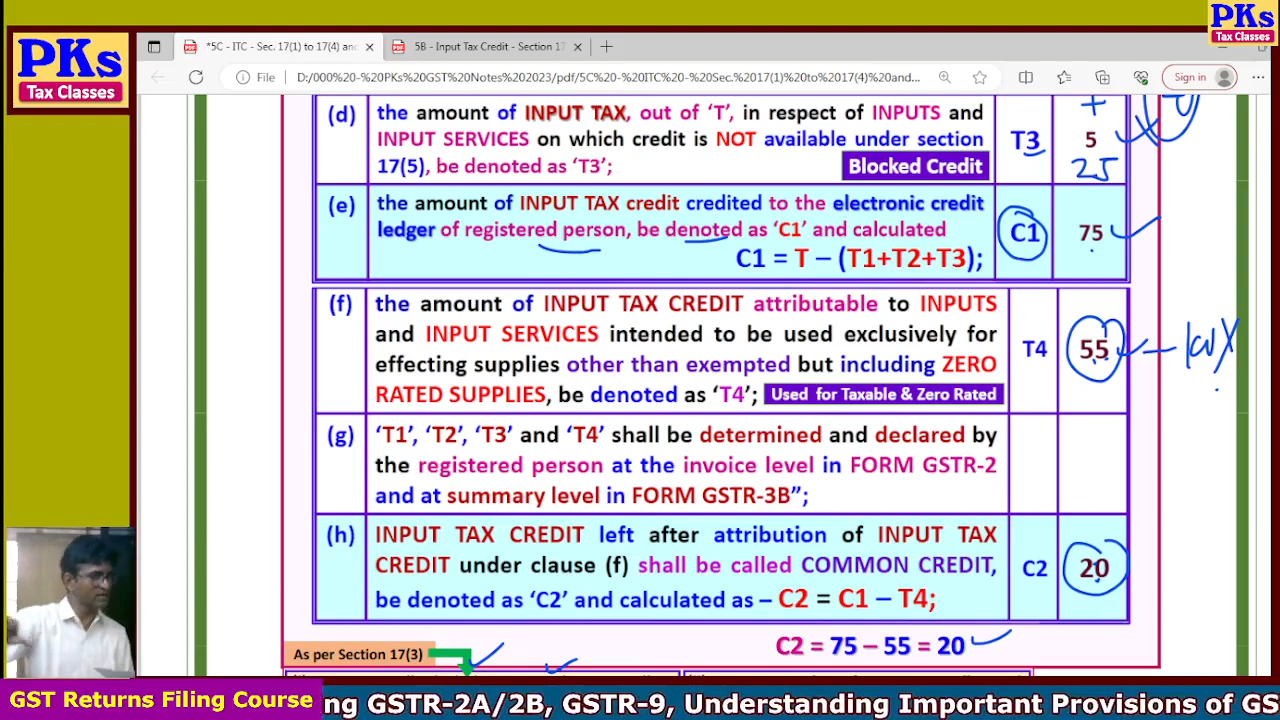 PKs
Tax Classes
PKs
Tax Classes
*5C - ITC - Sec. 17(1) to 17(4) and
5B - Input Tax Credit - Section 17
File
D:/000%20-%20PKs%20GST%20Notes%202023/pdf/5C%20-%20ITC%20-%20Sec.%2017(1)%20to%2017(4)%20and...
Sign in
(d) the amount of INPUT TAX, out of ‘T’, in respect of INPUTS and
INPUT SERVICES on which credit is NOT available under section
17(5), be denoted as ‘T3’;
Blocked Credit
T3
+
5
25
(e) the amount of INPUT TAX credit credited to the electronic credit
ledger of registered person, be denoted as ‘C1’ and calculated
C1 = T – (T1+T2+T3);
C1
75
(f) the amount of INPUT TAX CREDIT attributable to INPUTS
and INPUT SERVICES intended to be used exclusively for
effecting supplies other than exempted but including ZERO
RATED SUPPLIES, be denoted as ‘T4’;
Used for Taxable & Zero Rated
T4
55
(g) ‘T1’, ‘T2’, ‘T3’ and ‘T4’ shall be determined and declared by
the registered person at the invoice level in FORM GSTR-2
and at summary level in FORM GSTR-3B”;
(h) INPUT TAX CREDIT left after attribution of INPUT TAX
CREDIT under clause (f) shall be called COMMON CREDIT,
be denoted as ‘C2’ and calculated as – C2 = C1 – T4;
C2
20
C2 = 75 – 55 = 20
As per Section 17(3)
GST Returns Filing Course
ng GSTR-2A/2B, GSTR-9, Understanding Important Provisions of GS